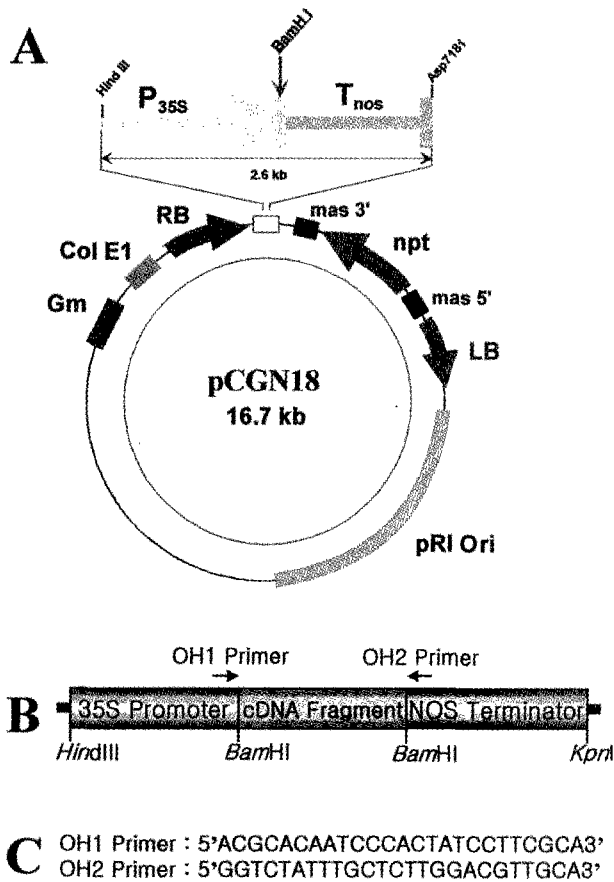 A
Hind III
BamH I
Asp7181
P35S
Tnos
2.6 kb
RB
mas 3'
Col E1
npt
Gm
mas 5'
LB
pCGN18
16.7 kb
pRI Ori
OH1 Primer
OH2 Primer
B
35S Promoter cDNA Fragment NOS Terminator
HindIII BamHI BamHI KpnI
C
OH1 Primer : 5'ACGCACAATCCCACTATCCTTCGCA3'
OH2 Primer : 5'GGTCTATTTGCTCTTGGACGTTGCA3'